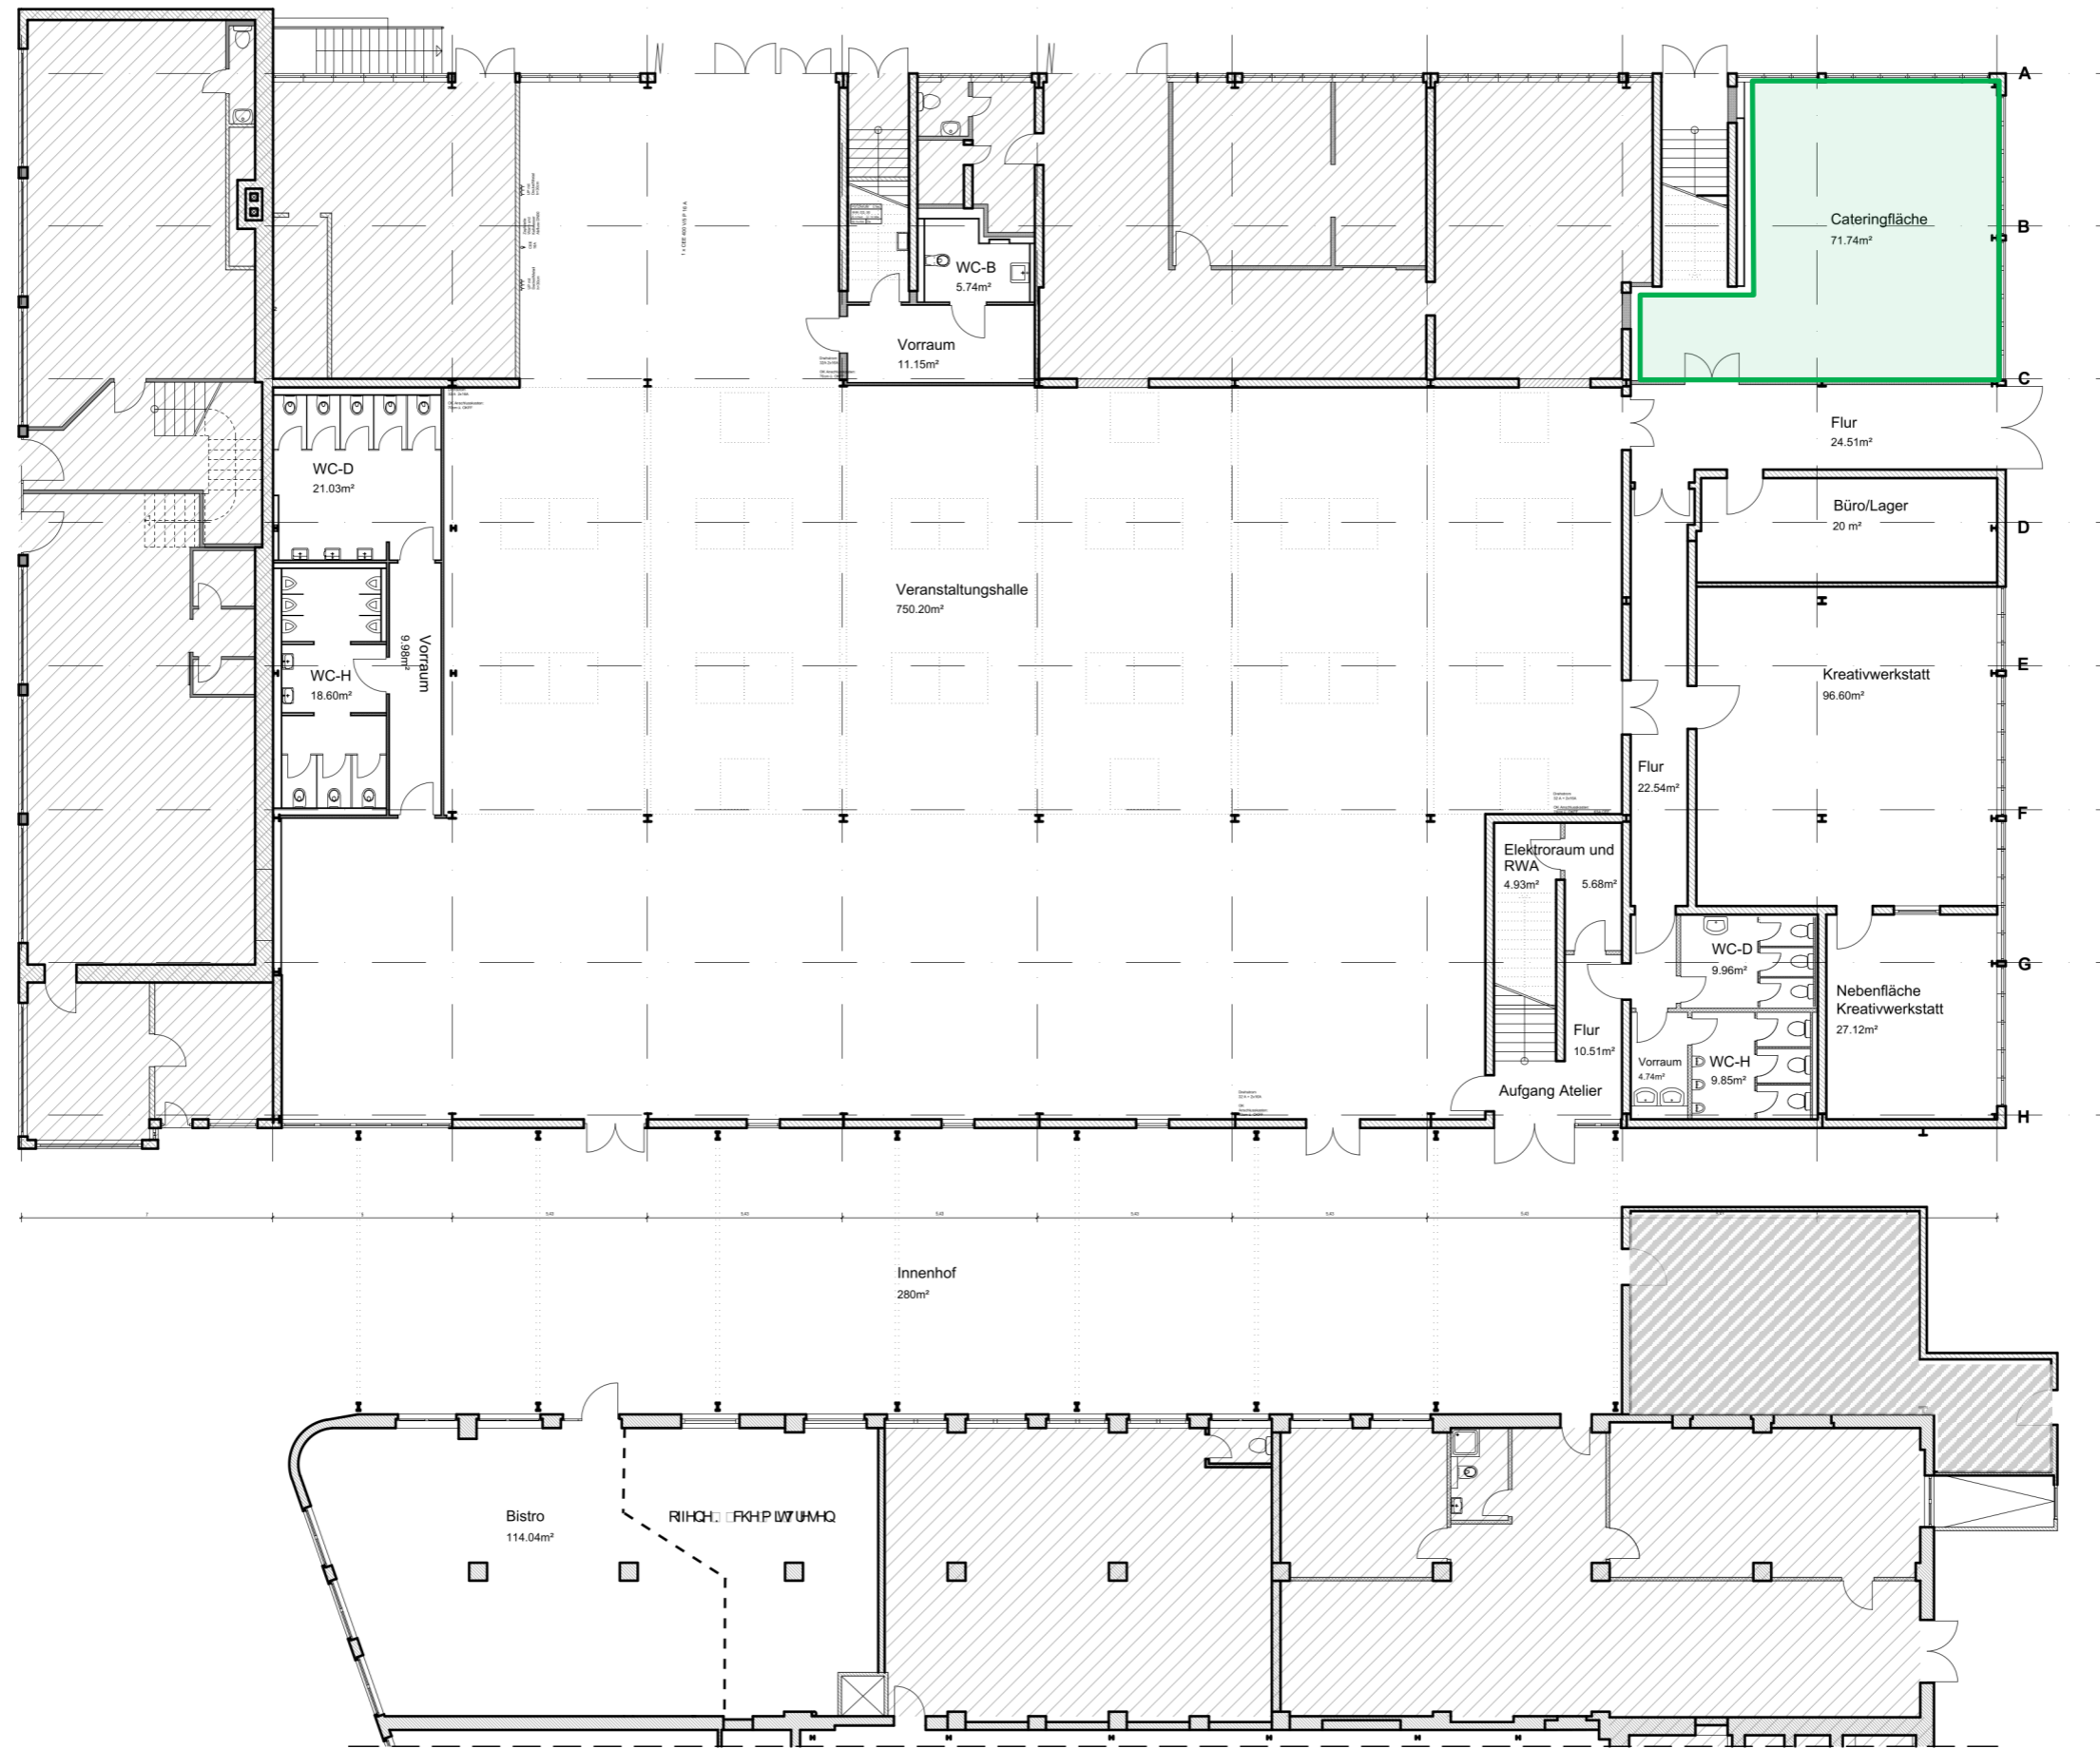 A
Cateringfläche
71.74m²
B
WC-B
5.74m²
Vorraum
11.15m²
C
Flur
24.51m²
WC-D
21.03m²
Büro/Lager
20 m²
D
Veranstaltungshalle
750.20m²
Vorraum
9.98m²
WC-H
18.60m²
E
Kreativwerkstatt
96.60m²
Flur
22.54m²
F
Elektroraum und
RWA
4.93m²
5.68m²
WC-D
9.96m²
G
Nebenfläche
Kreativwerkstatt
27.12m²
Flur
10.51m²
Vorraum
4.74m²
WC-H
9.85m²
Aufgang Atelier
H
Innenhof
280m²
Bistro
114.04m²